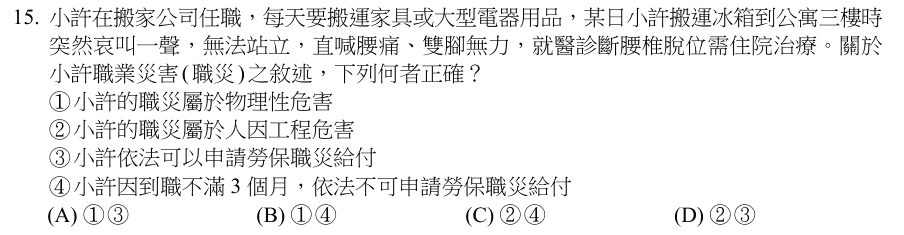 15. 小許在搬家公司任職，每天要搬運家具或大型電器用品，某日小許搬運冰箱到公寓三樓時
突然哀叫一聲，無法站立，直喊腰痛、雙腳無力，就醫診斷腰椎脫位需住院治療。關於
小許職業災害(職災)之敘述，下列何者正確？
①小許的職災屬於物理性危害
②小許的職災屬於人因工程危害
③小許依法可以申請勞保職災給付
④小許因到職不滿 3 個月，依法不可申請勞保職災給付
(A) ①③ (B) ①④ (C) ②④ (D) ②③